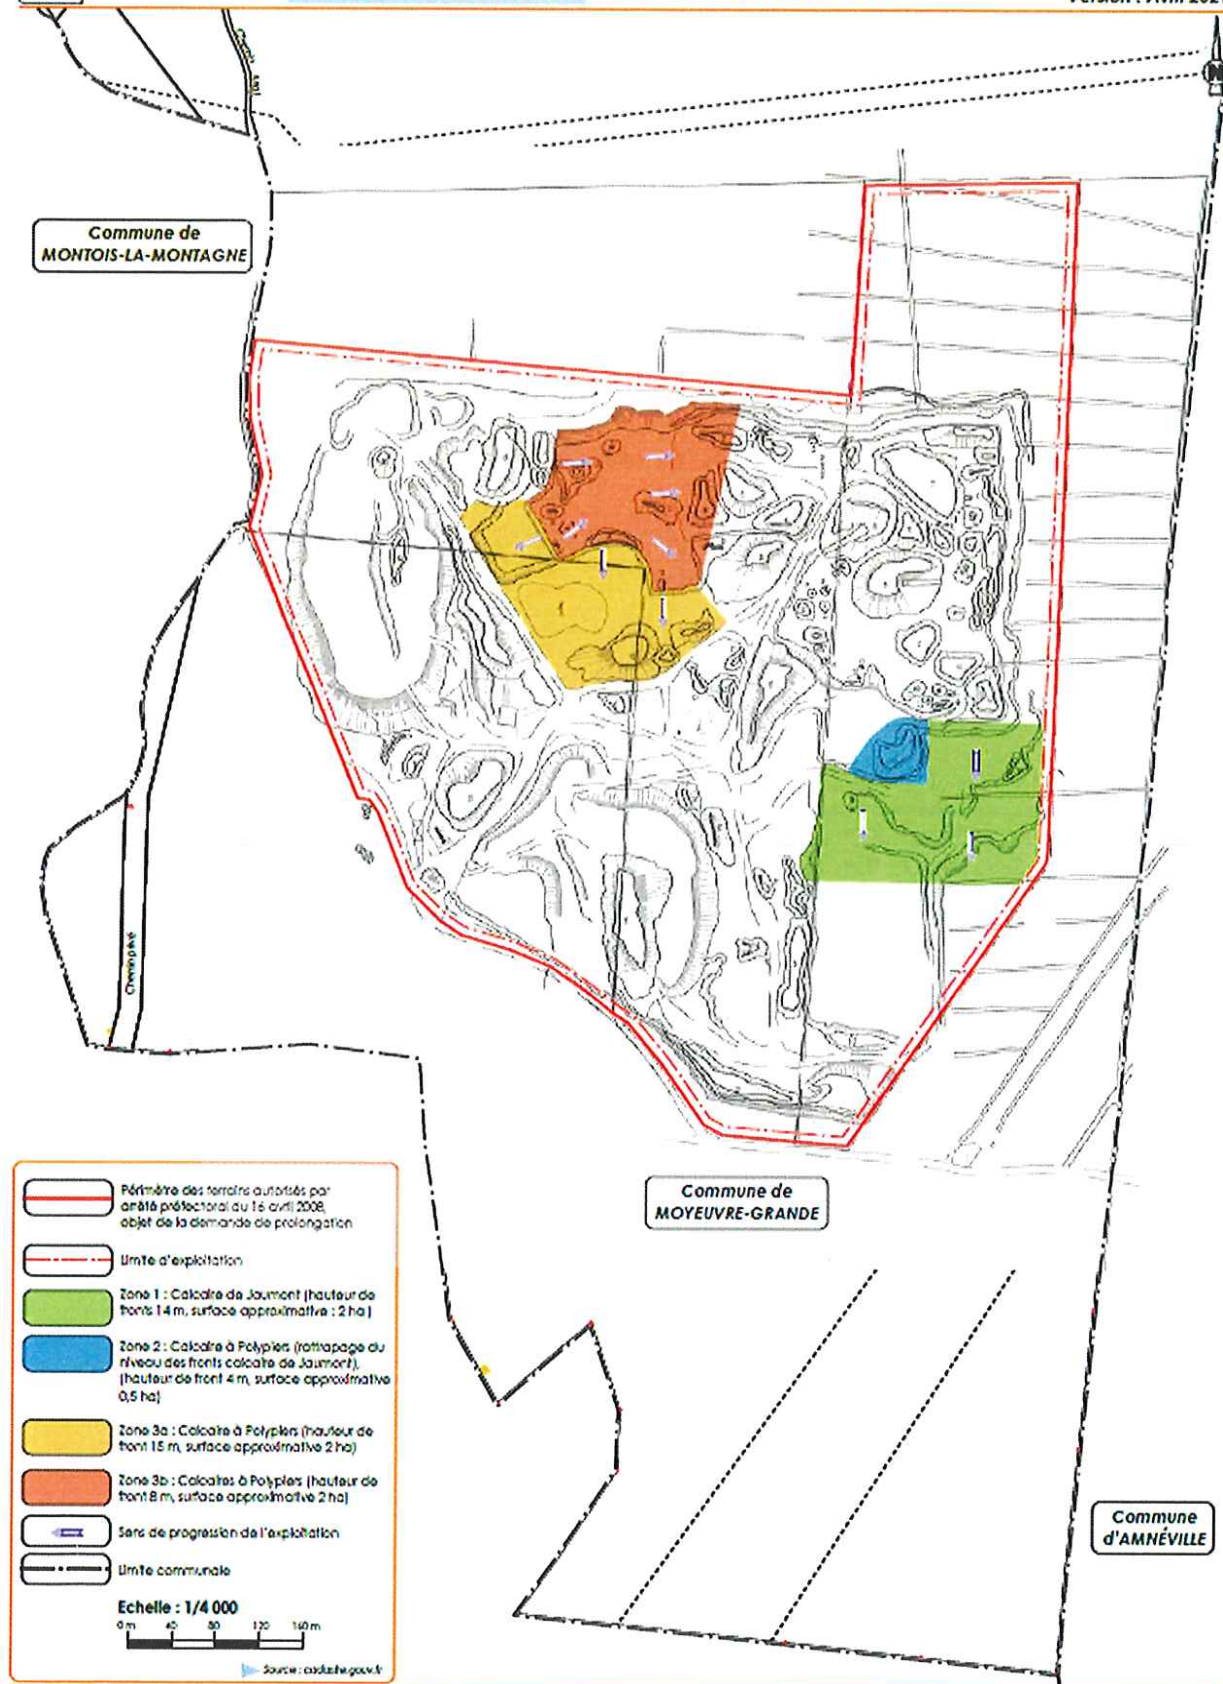 Commune de
MONTOIS-LA-MONTAGNE
Commune de
MOYEUVRE-GRANDE
Commune
d'AMNÉVILLE
N
Périmètre des terrains autorisés par
arrêté préfectoral du 16 avril 2008,
objet de la demande de prolongation
Limite d'exploitation
Zone 1 : Calcaire de Jaumont (hauteur de
fronts 14 m, surface approximative : 2 ha)
Zone 2 : Calcaire à Polypiers (rattrapage du
niveau des fronts calcaire de Jaumont),
(hauteur de front 4 m, surface approximative
0,5 ha)
Zone 3a : Calcaire à Polypiers (hauteur de
front 15 m, surface approximative 2 ha)
Zone 3b : Calcaires à Polypiers (hauteur de
front 8 m, surface approximative 2 ha)
Sens de progression de l'exploitation
Limite communale
Echelle : 1/4 000
0 m 40 80 120 160 m
Source : cadastre.gouv.fr